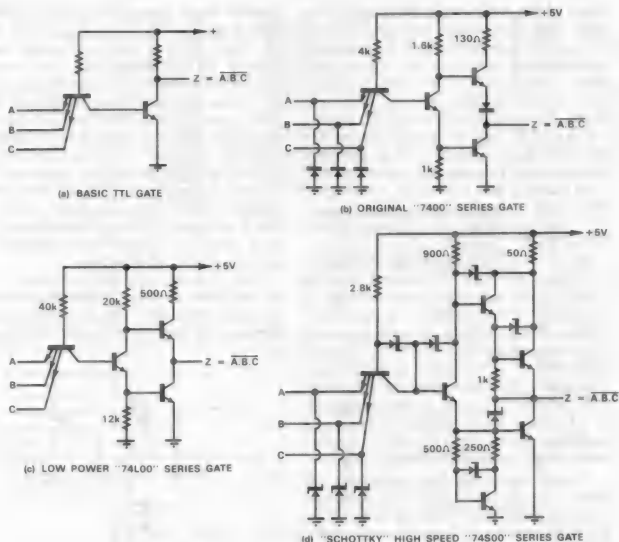 +
Z = A.B.C
A
B
C
(a) BASIC TTL GATE
+5V
4k
1.6k
130Ω
A
B
C
Z = A.B.C
1k
(b) ORIGINAL "7400" SERIES GATE
+5V
40k
20k
500Ω
A
B
C
Z = A.B.C
12k
(c) LOW POWER "74L00" SERIES GATE
+5V
900Ω
50Ω
2.8k
A
B
C
1k
Z = A.B.C
500Ω
250Ω
(d) "SCHOTTKY" HIGH SPEED "74S00" SERIES GATE